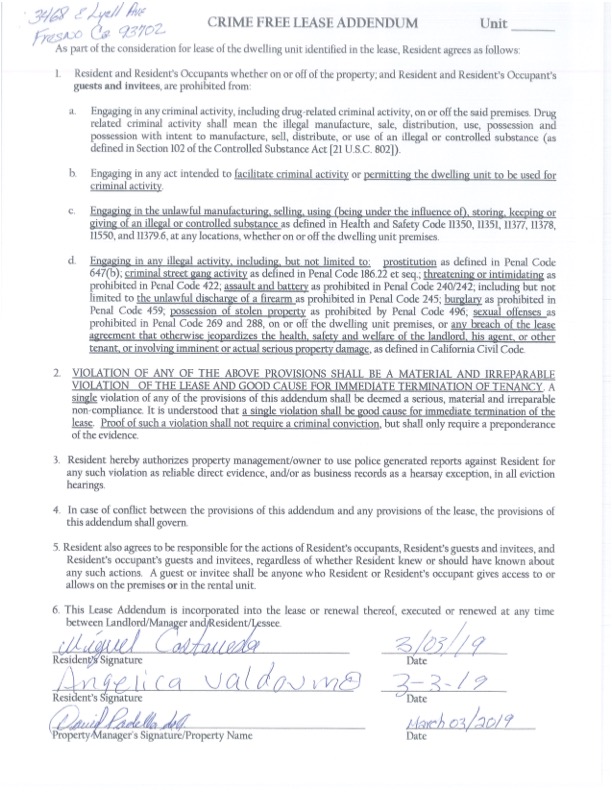 3468 E Lyell Ave
Fresno Ca 93702
CRIME FREE LEASE ADDENDUM Unit
As part of the consideration for lease of the dwelling unit identified in the lease, Resident agrees as follows:
1. Resident and Resident's Occupants whether on or off of the property; and Resident and Resident's Occupant's
guests and invitees, are prohibited from:
a. Engaging in any criminal activity, including drug-related criminal activity, on or off the said premises. Drug
related criminal activity shall mean the illegal manufacture, sale, distribution, use, possession and
possession with intent to manufacture, sell, distribute, or use of an illegal or controlled substance (as
defined in Section 102 of the Controlled Substance Act [21 U.S.C. 802]).
b. Engaging in any act intended to facilitate criminal activity or permitting the dwelling unit to be used for
criminal activity.
c. Engaging in the unlawful manufacturing, selling, using (being under the influence of), storing, keeping or
giving of an illegal or controlled substance as defined in Health and Safety Code 11350, 11351, 11377, 11378,
11550, and 11379.6, at any locations, whether on or off the dwelling unit premises.
d. Engaging in any illegal activity, including, but not limited to: prostitution as defined in Penal Code
647(b); criminal street gang activity as defined in Penal Code 186.22 et seq.; threatening or intimidating as
prohibited in Penal Code 422; assault and battery as prohibited in Penal Code 240/242; including but not
limited to the unlawful discharge of a firearm as prohibited in Penal Code 245; burglary as prohibited in
Penal Code 459; possession of stolen property as prohibited by Penal Code 496; sexual offenses as
prohibited in Penal Code 269 and 288, on or off the dwelling unit premises, or any breach of the lease
agreement that otherwise jeopardizes the health, safety and welfare of the landlord, his agent, or other
tenant, or involving imminent or actual serious property damage, as defined in California Civil Code.
2. VIOLATION OF ANY OF THE ABOVE PROVISIONS SHALL BE A MATERIAL AND IRREPARABLE
VIOLATION OF THE LEASE AND GOOD CAUSE FOR IMMEDIATE TERMINATION OF TENANCY. A
single violation of any of the provisions of this addendum shall be deemed a serious, material and irreparable
non-compliance. It is understood that a single violation shall be good cause for immediate termination of the
lease. Proof of such a violation shall not require a criminal conviction, but shall only require a preponderance
of the evidence.
3. Resident hereby authorizes property management/owner to use police generated reports against Resident for
any such violation as reliable direct evidence, and/or as business records as a hearsay exception, in all eviction
hearings.
4. In case of conflict between the provisions of this addendum and any provisions of the lease, the provisions of
this addendum shall govern.
5. Resident also agrees to be responsible for the actions of Resident's occupants, Resident's guests and invitees, and
Resident's occupant's guests and invitees, regardless of whether Resident knew or should have known about
any such actions. A guest or invitee shall be anyone who Resident or Resident's occupant gives access to or
allows on the premises or in the rental unit.
6. This Lease Addendum is incorporated into the lease or renewal thereof, executed or renewed at any time
between Landlord/Manager and Resident/Lessee.
Miguel Castaneda 3/03/19
Resident's Signature Date
Angelica Valdovino 3-3-19
Resident's Signature Date
David Padella March 03/2019
Property Manager's Signature/Property Name Date